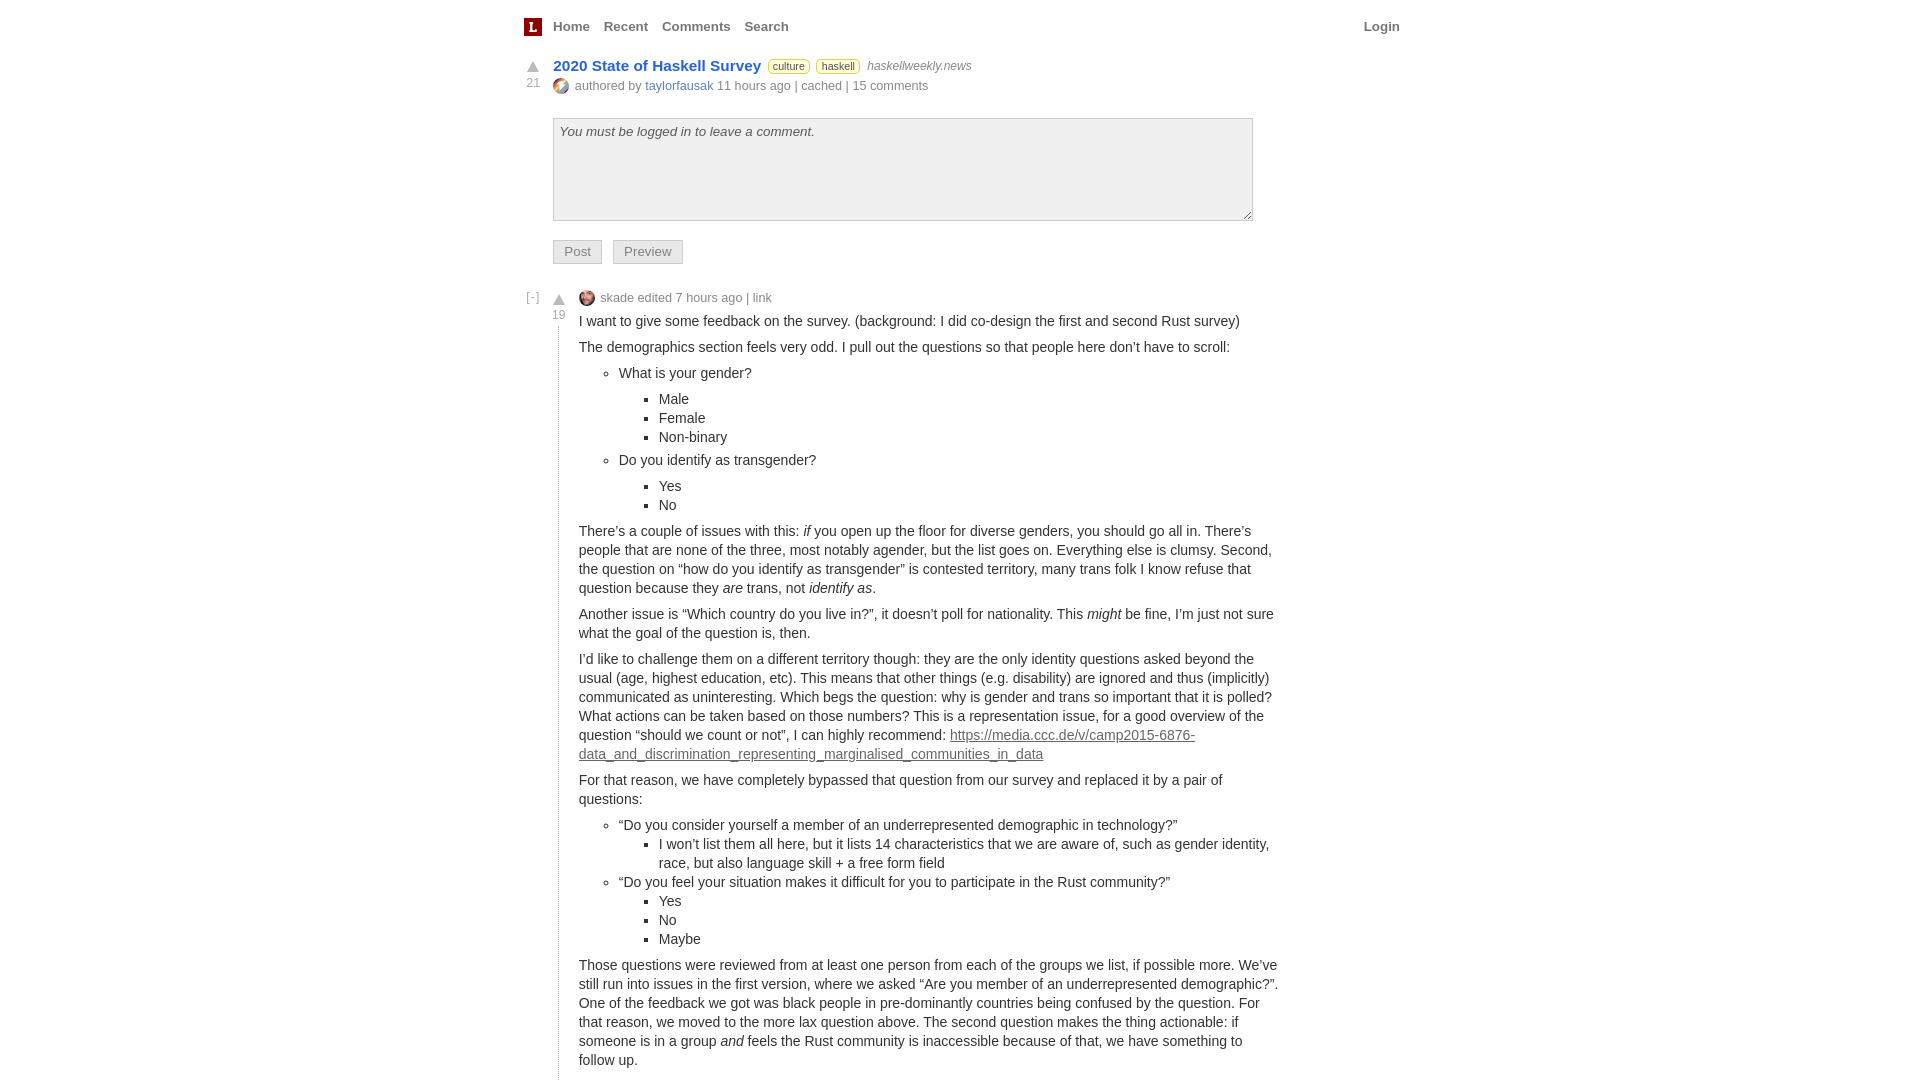 L Home Recent Comments Search Login
2020 State of Haskell Survey culture haskell haskellweekly.news
21
authored by taylorfausak 11 hours ago | cached | 15 comments
You must be logged in to leave a comment.
Post Preview
[-] skade edited 7 hours ago | link
19
I want to give some feedback on the survey. (background: I did co-design the first and second Rust survey)
The demographics section feels very odd. I pull out the questions so that people here don’t have to scroll:
What is your gender?
Male
Female
Non-binary
Do you identify as transgender?
Yes
No
There’s a couple of issues with this: if you open up the floor for diverse genders, you should go all in. There’s
people that are none of the three, most notably agender, but the list goes on. Everything else is clumsy. Second,
the question on “how do you identify as transgender” is contested territory, many trans folk I know refuse that
question because they are trans, not identify as.
Another issue is “Which country do you live in?”, it doesn’t poll for nationality. This might be fine, I’m just not sure
what the goal of the question is, then.
I’d like to challenge them on a different territory though: they are the only identity questions asked beyond the
usual (age, highest education, etc). This means that other things (e.g. disability) are ignored and thus (implicitly)
communicated as uninteresting. Which begs the question: why is gender and trans so important that it is polled?
What actions can be taken based on those numbers? This is a representation issue, for a good overview of the
question “should we count or not”, I can highly recommend: https://media.ccc.de/v/camp2015-6876-
data_and_discrimination_representing_marginalised_communities_in_data
For that reason, we have completely bypassed that question from our survey and replaced it by a pair of
questions:
“Do you consider yourself a member of an underrepresented demographic in technology?”
I won’t list them all here, but it lists 14 characteristics that we are aware of, such as gender identity,
race, but also language skill + a free form field
“Do you feel your situation makes it difficult for you to participate in the Rust community?”
Yes
No
Maybe
Those questions were reviewed from at least one person from each of the groups we list, if possible more. We’ve
still run into issues in the first version, where we asked “Are you member of an underrepresented demographic?”.
One of the feedback we got was black people in pre-dominantly countries being confused by the question. For
that reason, we moved to the more lax question above. The second question makes the thing actionable: if
someone is in a group and feels the Rust community is inaccessible because of that, we have something to
follow up.